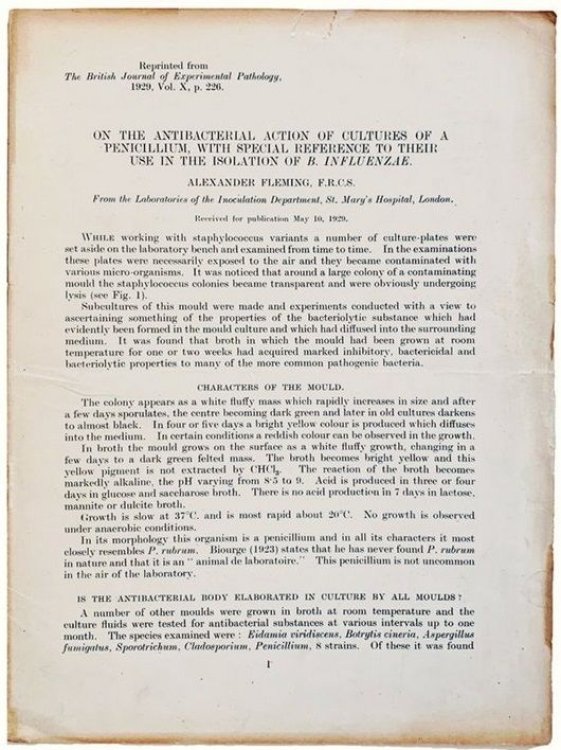 Reprinted from
The British Journal of Experimental Pathology,
1929, Vol. X, p. 226.
ON THE ANTIBACTERIAL ACTION OF CULTURES OF A
PENICILLIUM, WITH SPECIAL REFERENCE TO THEIR
USE IN THE ISOLATION OF B. INFLUENZAE.
ALEXANDER FLEMING, F.R.C.S.
From the Laboratories of the Inoculation Department, St. Mary's Hospital, London.
Received for publication May 10, 1929.
WHILE working with staphylococcus variants a number of culture-plates were
set aside on the laboratory bench and examined from time to time. In the examinations
these plates were necessarily exposed to the air and they became contaminated with
various micro-organisms. It was noticed that around a large colony of a contaminating
mould the staphylococcus colonies became transparent and were obviously undergoing
lysis (see Fig. 1).
Subcultures of this mould were made and experiments conducted with a view to
ascertaining something of the properties of the bacteriolytic substance which had
evidently been formed in the mould culture and which had diffused into the surrounding
medium. It was found that broth in which the mould had been grown at room
temperature for one or two weeks had acquired marked inhibitory, bactericidal and
bacteriolytic properties to many of the more common pathogenic bacteria.
CHARACTERS OF THE MOULD.
The colony appears as a white fluffy mass which rapidly increases in size and after
a few days sporulates, the centre becoming dark green and later in old cultures darkens
to almost black. In four or five days a bright yellow colour is produced which diffuses
into the medium. In certain conditions a reddish colour can be observed in the growth.
In broth the mould grows on the surface as a white fluffy growth, changing in a
few days to a dark green felted mass. The broth becomes bright yellow and this
yellow pigment is not extracted by CHCl₃. The reaction of the broth becomes
markedly alkaline, the pH varying from 8·5 to 9. Acid is produced in three or four
days in glucose and saccharose broth. There is no acid production in 7 days in lactose,
mannite or dulcite broth.
Growth is slow at 37°C. and is most rapid about 20°C. No growth is observed
under anaerobic conditions.
In its morphology this organism is a penicillium and in all its characters it most
closely resembles P. rubrum. Biourge (1923) states that he has never found P. rubrum
in nature and that it is an "animal de laboratoire." This penicillium is not uncommon
in the air of the laboratory.
IS THE ANTIBACTERIAL BODY ELABORATED IN CULTURE BY ALL MOULDS?
A number of other moulds were grown in broth at room temperature and the
culture fluids were tested for antibacterial substances at various intervals up to one
month. The species examined were: Eidamia viridiscens, Botrytis cineria, Aspergillus
fumigatus, Sporotrichum, Cladosporium, Penicillium, 8 strains. Of these it was found
1